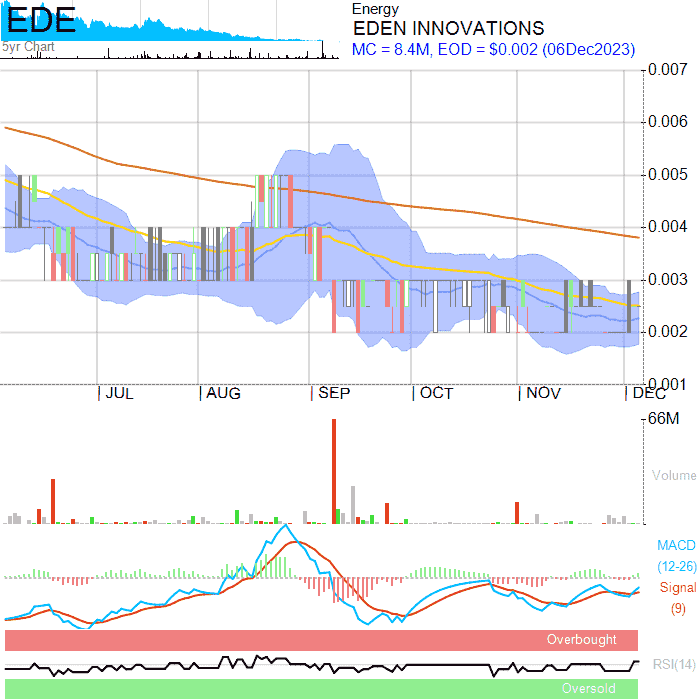 EDE
5yr Chart
Energy
EDEN INNOVATIONS
MC = 8.4M, EOD = $0.002 (06Dec2023)
0.007
0.006
0.005
0.004
0.003
0.002
0.001
JUL
AUG
SEP
OCT
NOV
DEC
66M
Volume
MACD
(12-26)
Signal
(9)
Overbought
RSI(14)
Oversold